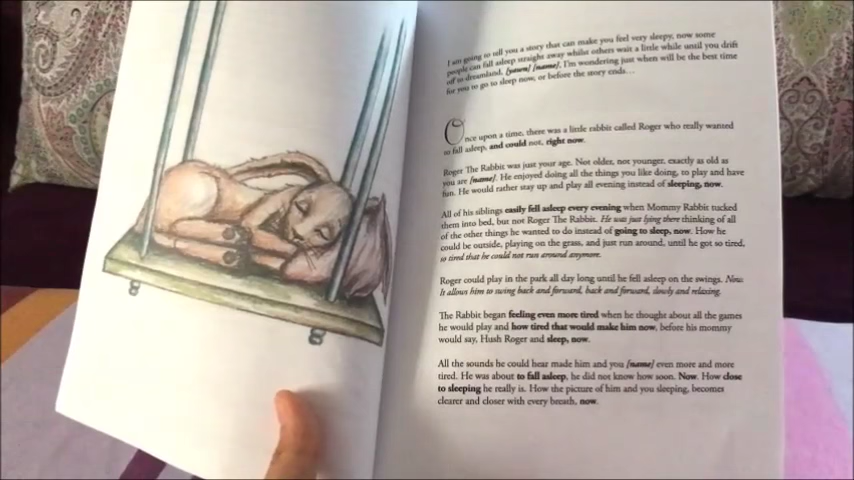 I am going to tell you a story that can make you feel very sleepy, now some
people can fall asleep straight away whilst others wait a little while until you drift
off to dreamland. [yawn] [name]. I'm wondering just when will be the best time
for you to go to sleep now, or before the story ends…
Once upon a time, there was a little rabbit called Roger who really wanted
to fall asleep, and could not, right now.
Roger The Rabbit was just your age. Not older, not younger, exactly as old as
you are [name]. He enjoyed doing all the things you like doing, to play and have
fun. He would rather stay up and play all evening instead of sleeping, now.
All of his siblings easily fell asleep every evening when Mommy Rabbit tucked
them into bed, but not Roger The Rabbit. He was just lying there thinking of all
of the other things he wanted to do instead of going to sleep, now. How he
could be outside, playing on the grass, and just run around, until he got so tired,
so tired that he could not run around anymore.
Roger could play in the park all day long until he fell asleep on the swings. Now:
It allows him to swing back and forward, back and forward, slowly and relaxing.
The Rabbit began feeling even more tired when he thought about all the games
he would play and how tired that would make him now, before his mommy
would say, Hush Roger and sleep, now.
All the sounds he could hear made him and you [name] even more and more
tired. He was about to fall asleep, he did not know how soon. Now. How close
to sleeping he really is. How the picture of him and you sleeping, becomes
clearer and closer with every breath, now.